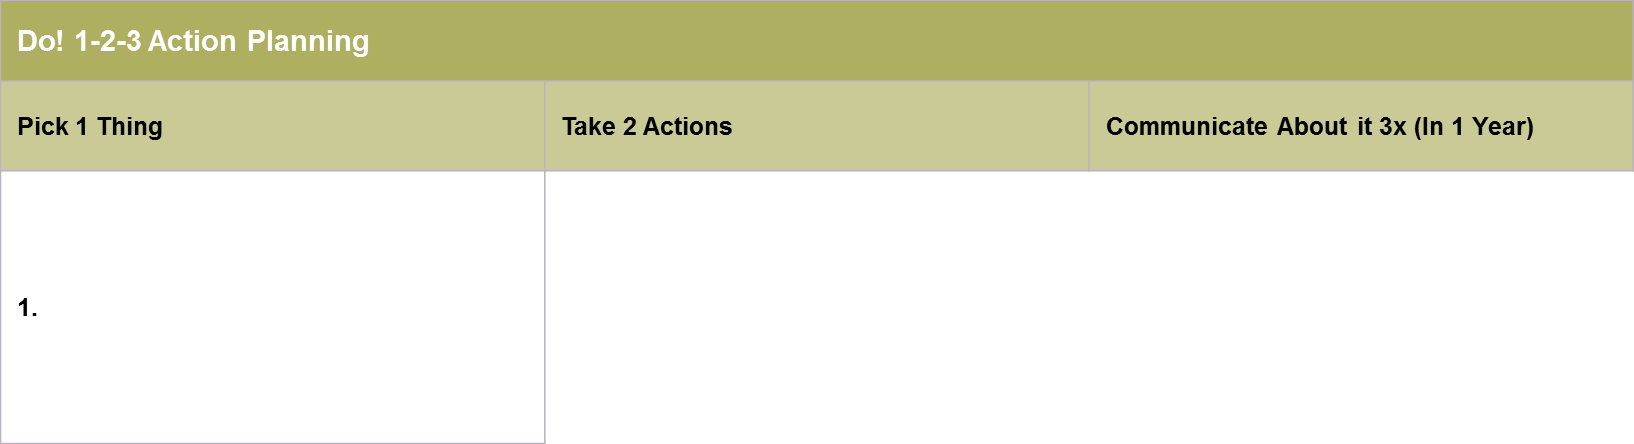 Do! 1-2-3 Action Planning
Pick 1 Thing
Take 2 Actions
Communicate About it 3x (In 1 Year)
1.